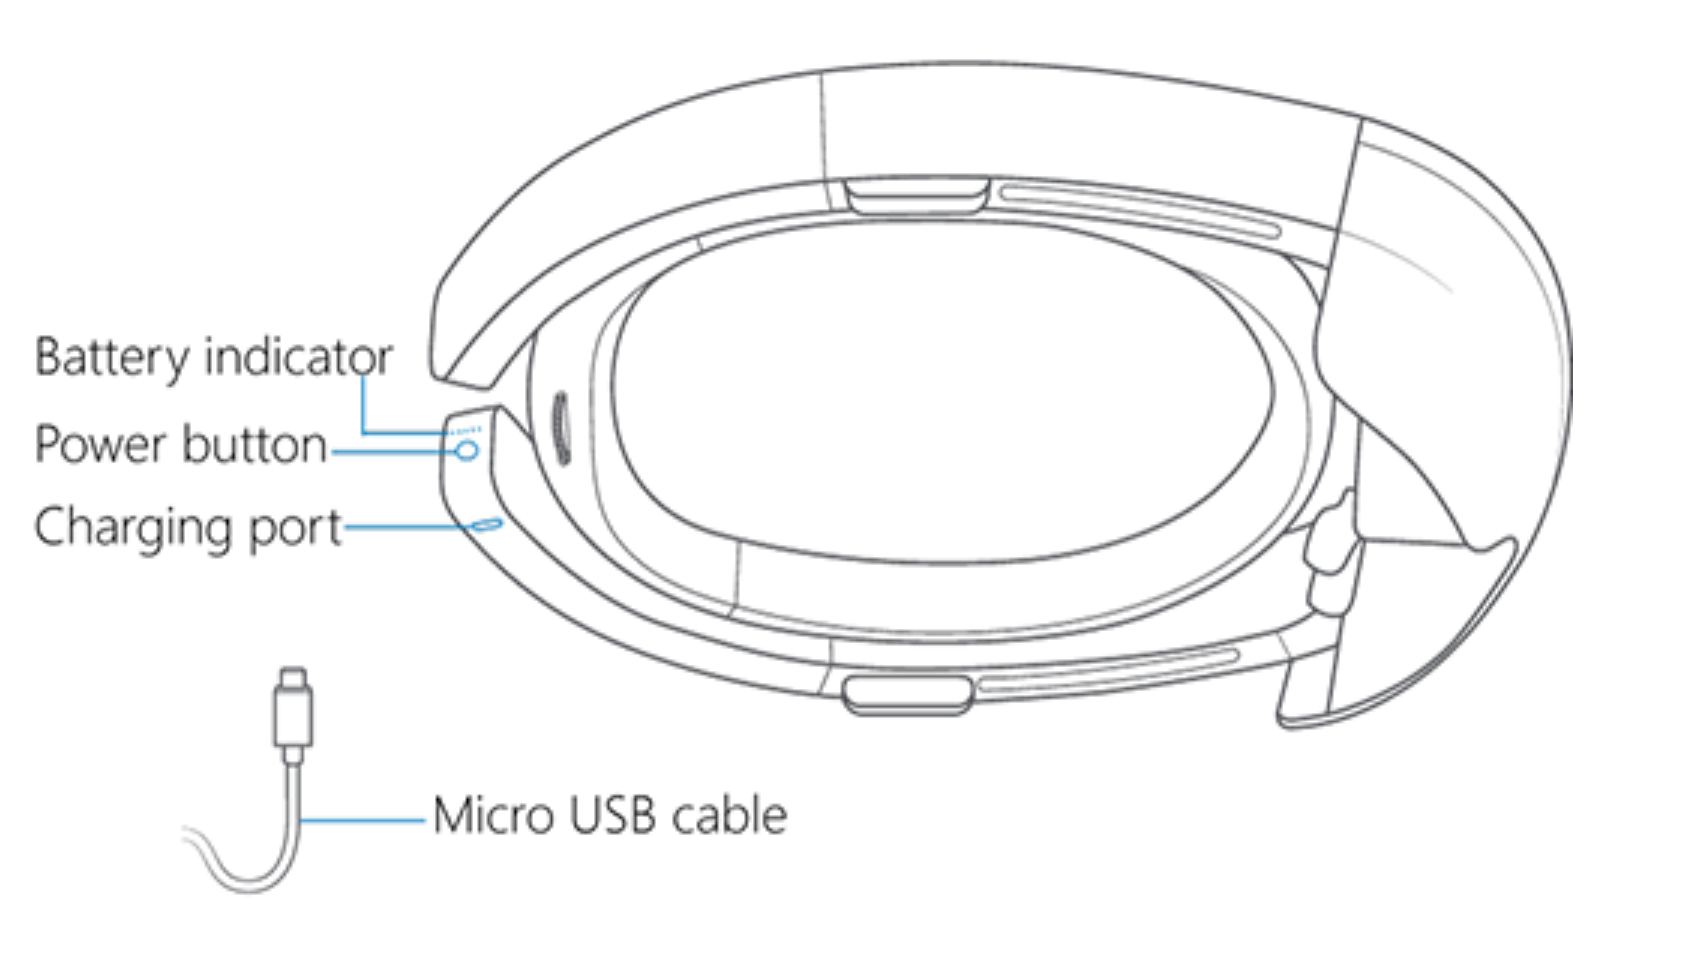 Battery indicator
Power button
Charging port
Micro USB cable